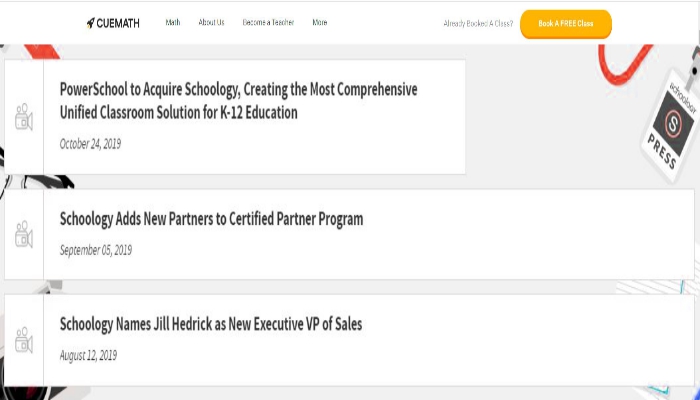 CUEMATH Math About Us Become a Teacher More Already Booked A Class? Book A FREE Class
PowerSchool to Acquire Schoology, Creating the Most Comprehensive
Unified Classroom Solution for K-12 Education
October 24, 2019
schoology
S
PRESS
Schoology Adds New Partners to Certified Partner Program
September 05, 2019
Schoology Names Jill Hedrick as New Executive VP of Sales
August 12, 2019